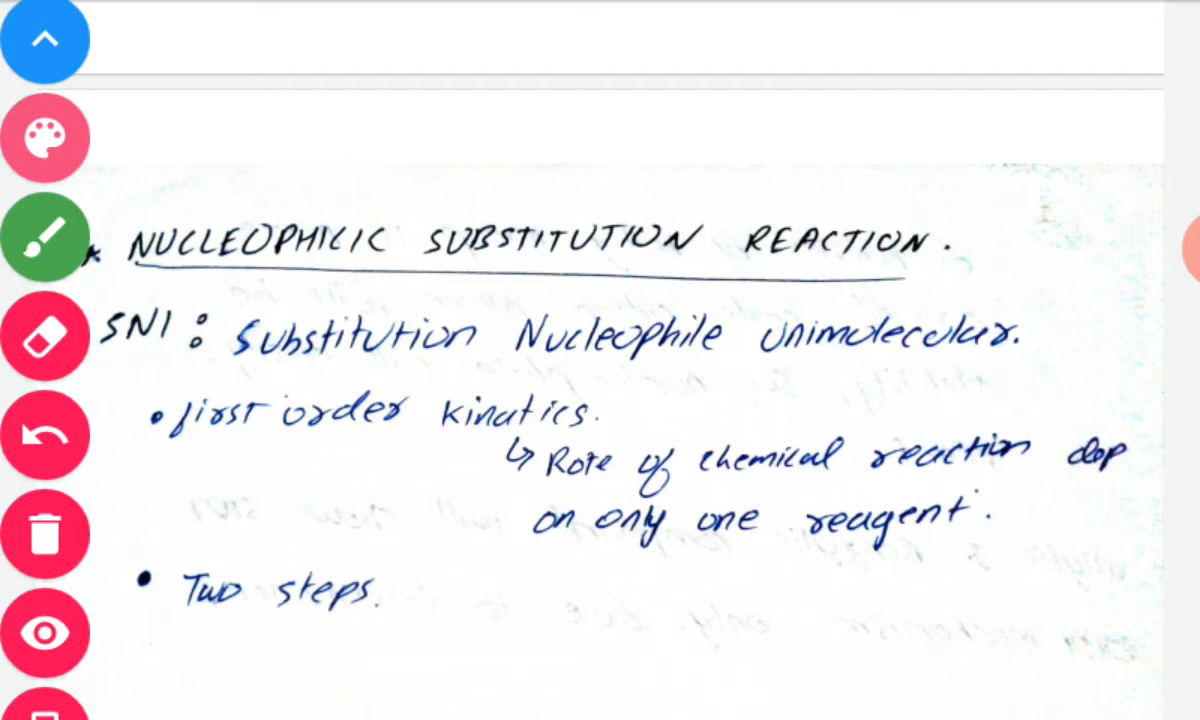 * NUCLEOPHILIC SUBSTITUTION REACTION.
SN1: Substitution Nucleophile Unimolecular.
• first order kinatics.
↳ Rate of chemical reaction dep
on only one reagent.
• Two steps.